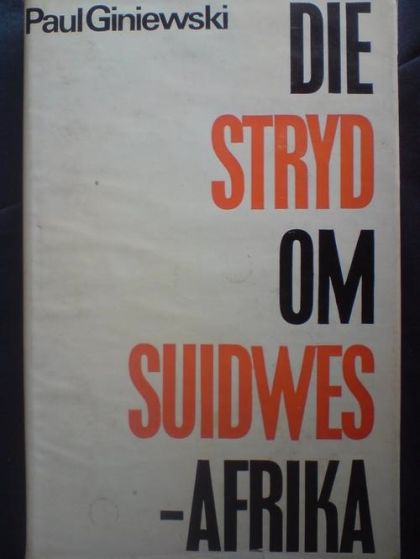 Paul Giniewski
DIE
STRYD
OM
SUIDWES
-AFRIKA